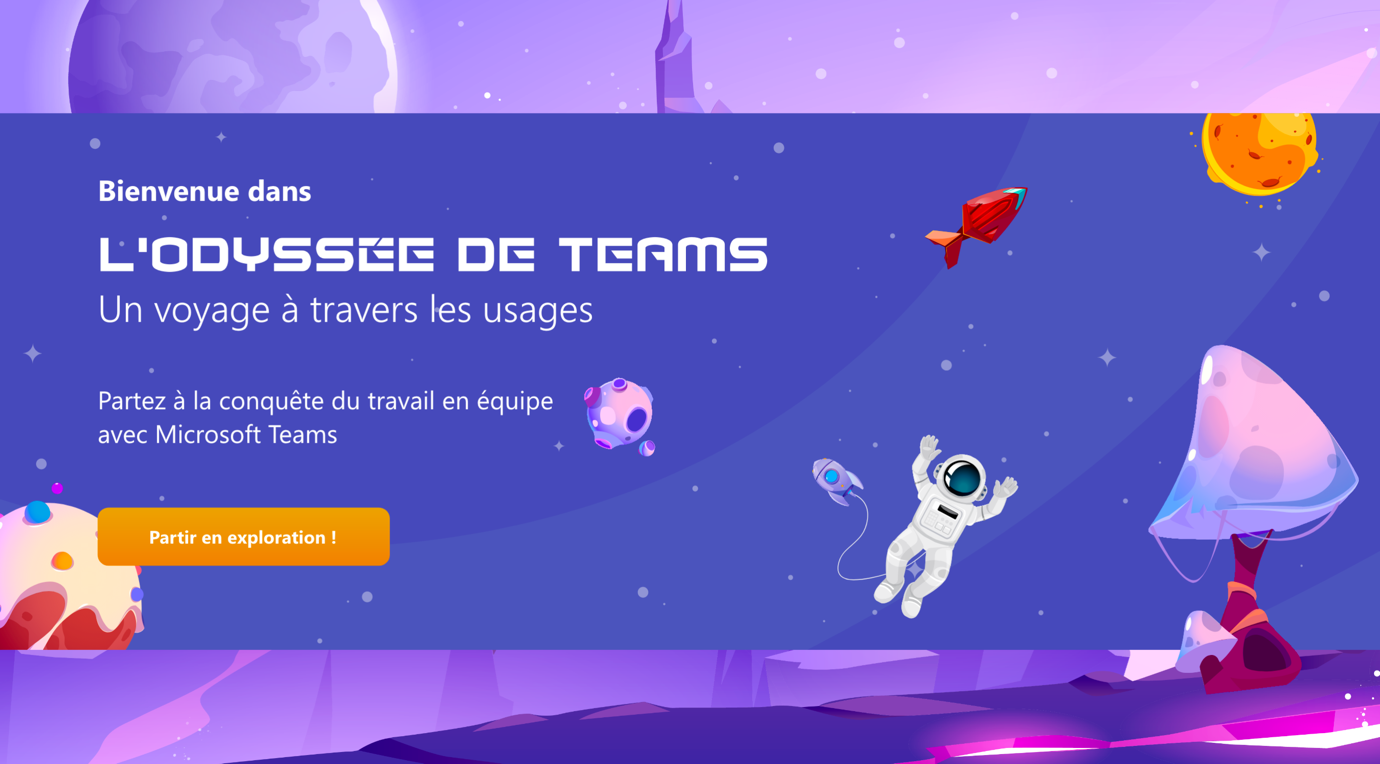 Bienvenue dans
L'ODYSSÉE DE TEAMS
Un voyage à travers les usages
Partez à la conquête du travail en équipe
avec Microsoft Teams
Partir en exploration !